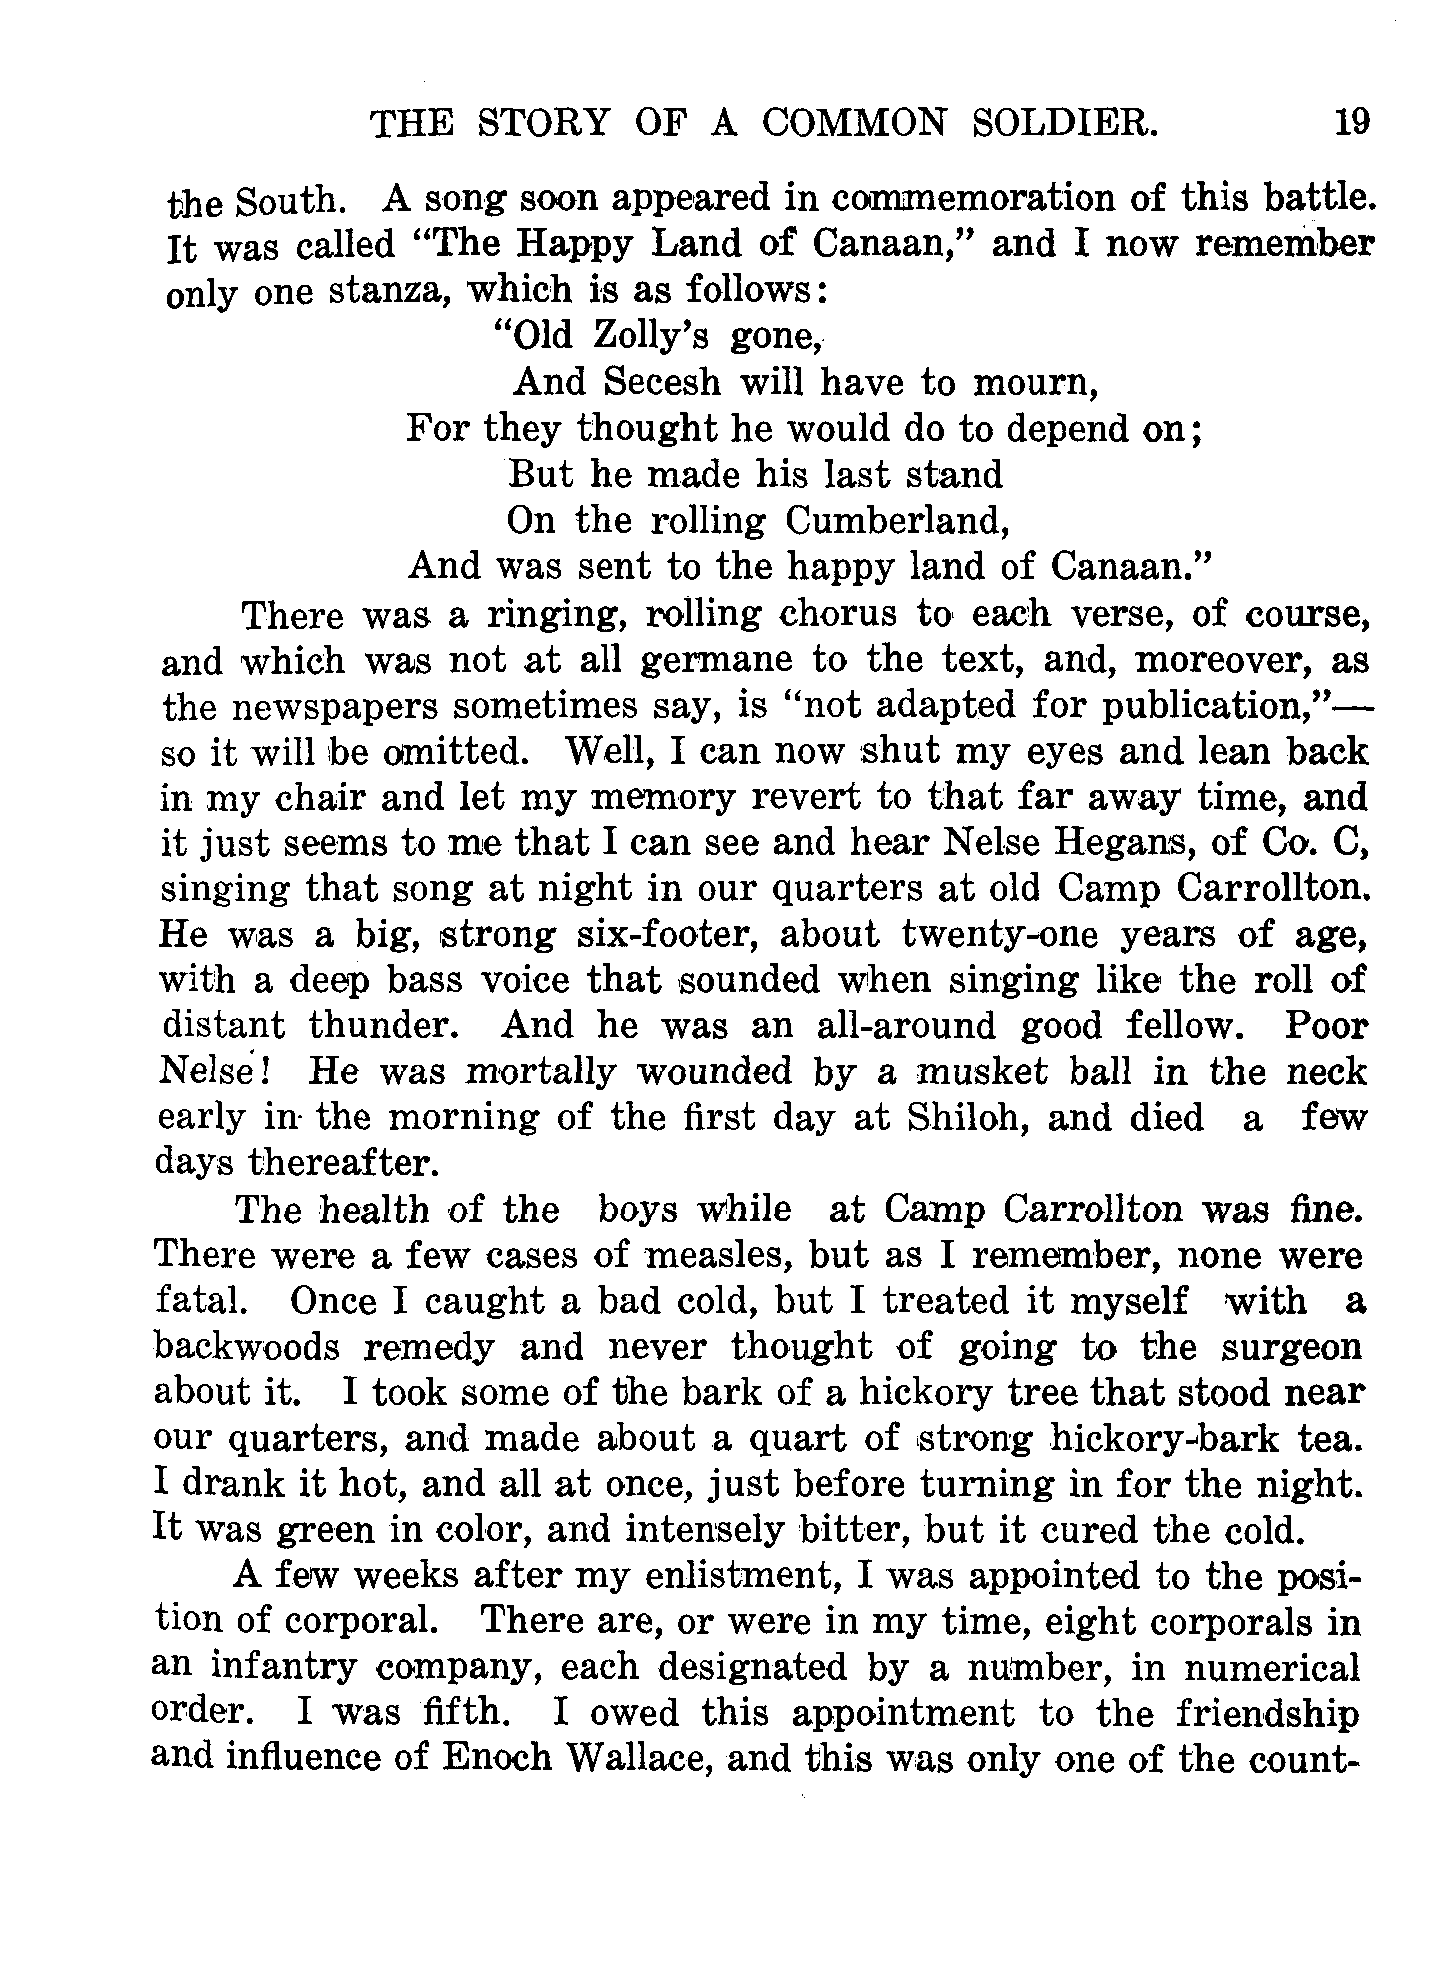 THE STORY OF A COMMON SOLDIER. 19
the South. A song soon appeared in commemoration of this battle.
It was called "The Happy Land of Canaan," and I now remember
only one stanza, which is as follows:
"Old Zolly's gone,
And Secesh will have to mourn,
For they thought he would do to depend on;
But he made his last stand
On the rolling Cumberland,
And was sent to the happy land of Canaan."
There was a ringing, rolling chorus to each verse, of course,
and which was not at all germane to the text, and, moreover, as
the newspapers sometimes say, is "not adapted for publication,"—
so it will be omitted. Well, I can now shut my eyes and lean back
in my chair and let my memory revert to that far away time, and
it just seems to me that I can see and hear Nelse Hegans, of Co. C,
singing that song at night in our quarters at old Camp Carrollton.
He was a big, strong six-footer, about twenty-one years of age,
with a deep bass voice that sounded when singing like the roll of
distant thunder. And he was an all-around good fellow. Poor
Nelse! He was mortally wounded by a musket ball in the neck
early in the morning of the first day at Shiloh, and died a few
days thereafter.
The health of the boys while at Camp Carrollton was fine.
There were a few cases of measles, but as I remember, none were
fatal. Once I caught a bad cold, but I treated it myself with a
backwoods remedy and never thought of going to the surgeon
about it. I took some of the bark of a hickory tree that stood near
our quarters, and made about a quart of strong hickory-bark tea.
I drank it hot, and all at once, just before turning in for the night.
It was green in color, and intensely bitter, but it cured the cold.
A few weeks after my enlistment, I was appointed to the posi-
tion of corporal. There are, or were in my time, eight corporals in
an infantry company, each designated by a number, in numerical
order. I was fifth. I owed this appointment to the friendship
and influence of Enoch Wallace, and this was only one of the count-